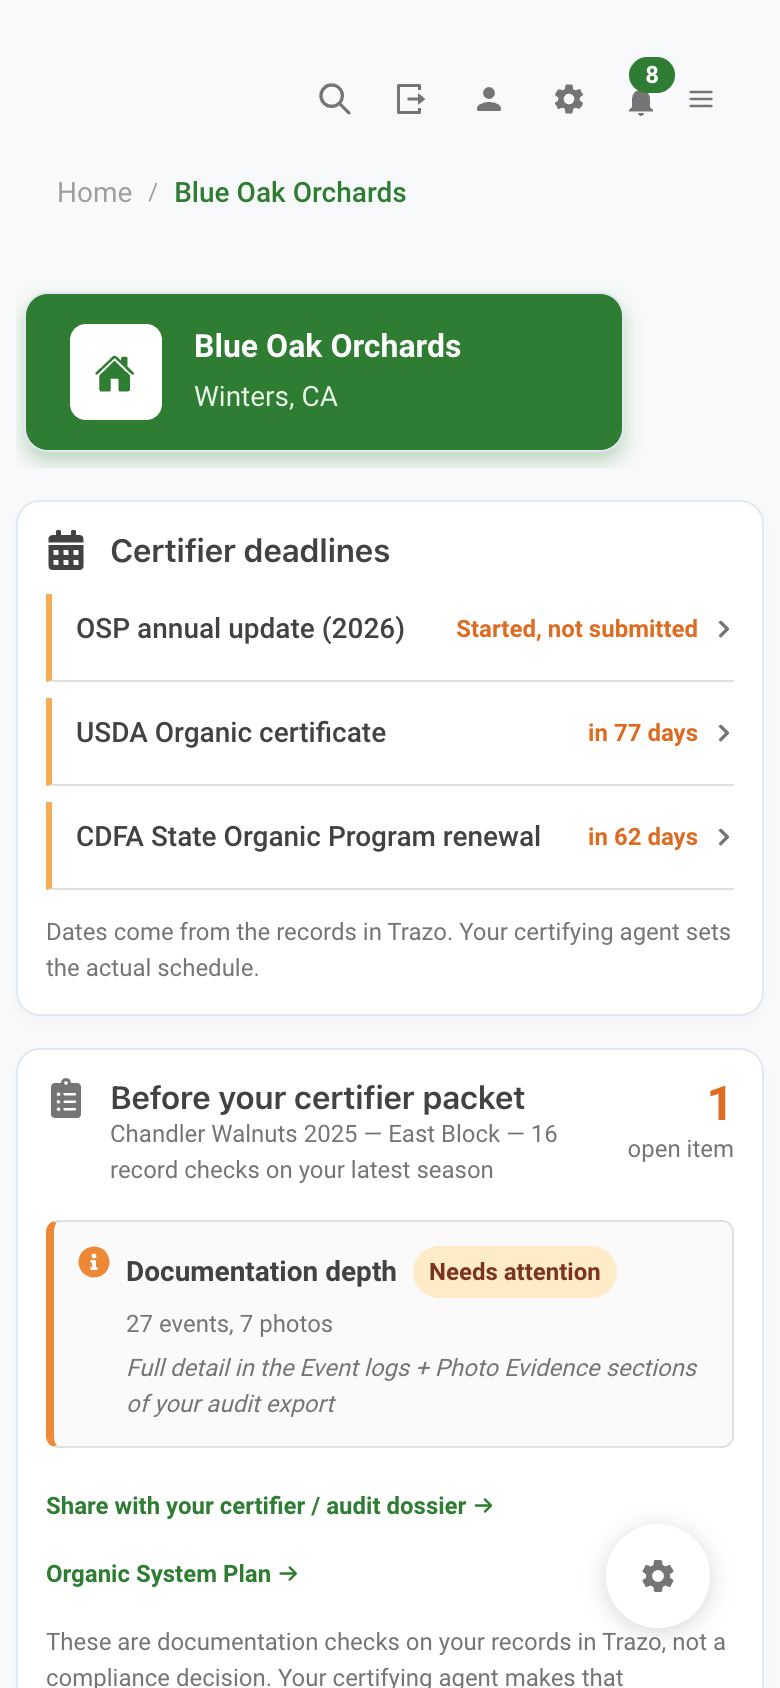 8
Home / Blue Oak Orchards
Blue Oak Orchards
Winters, CA
Certifier deadlines
OSP annual update (2026) Started, not submitted
USDA Organic certificate in 77 days
CDFA State Organic Program renewal in 62 days
Dates come from the records in Trazo. Your certifying agent sets
the actual schedule.
Before your certifier packet 1
Chandler Walnuts 2025 — East Block — 16 open item
record checks on your latest season
Documentation depth Needs attention
27 events, 7 photos
Full detail in the Event logs + Photo Evidence sections
of your audit export
Share with your certifier / audit dossier →
Organic System Plan →
These are documentation checks on your records in Trazo, not a
compliance decision. Your certifying agent makes that